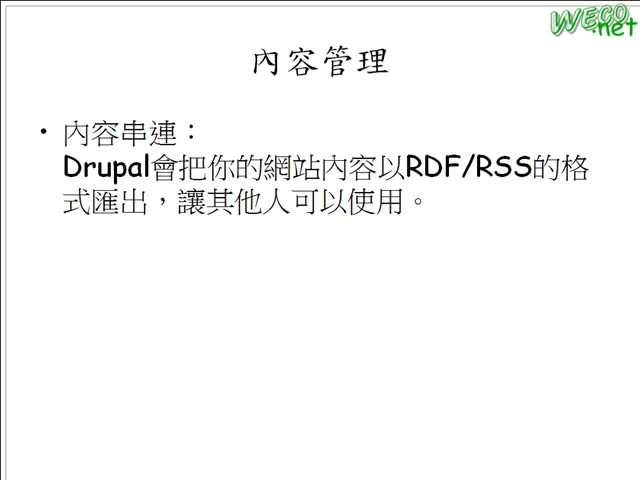 WECO
.net
內容管理
• 內容串連：
Drupal會把你的網站內容以RDF/RSS的格
式匯出，讓其他人可以使用。